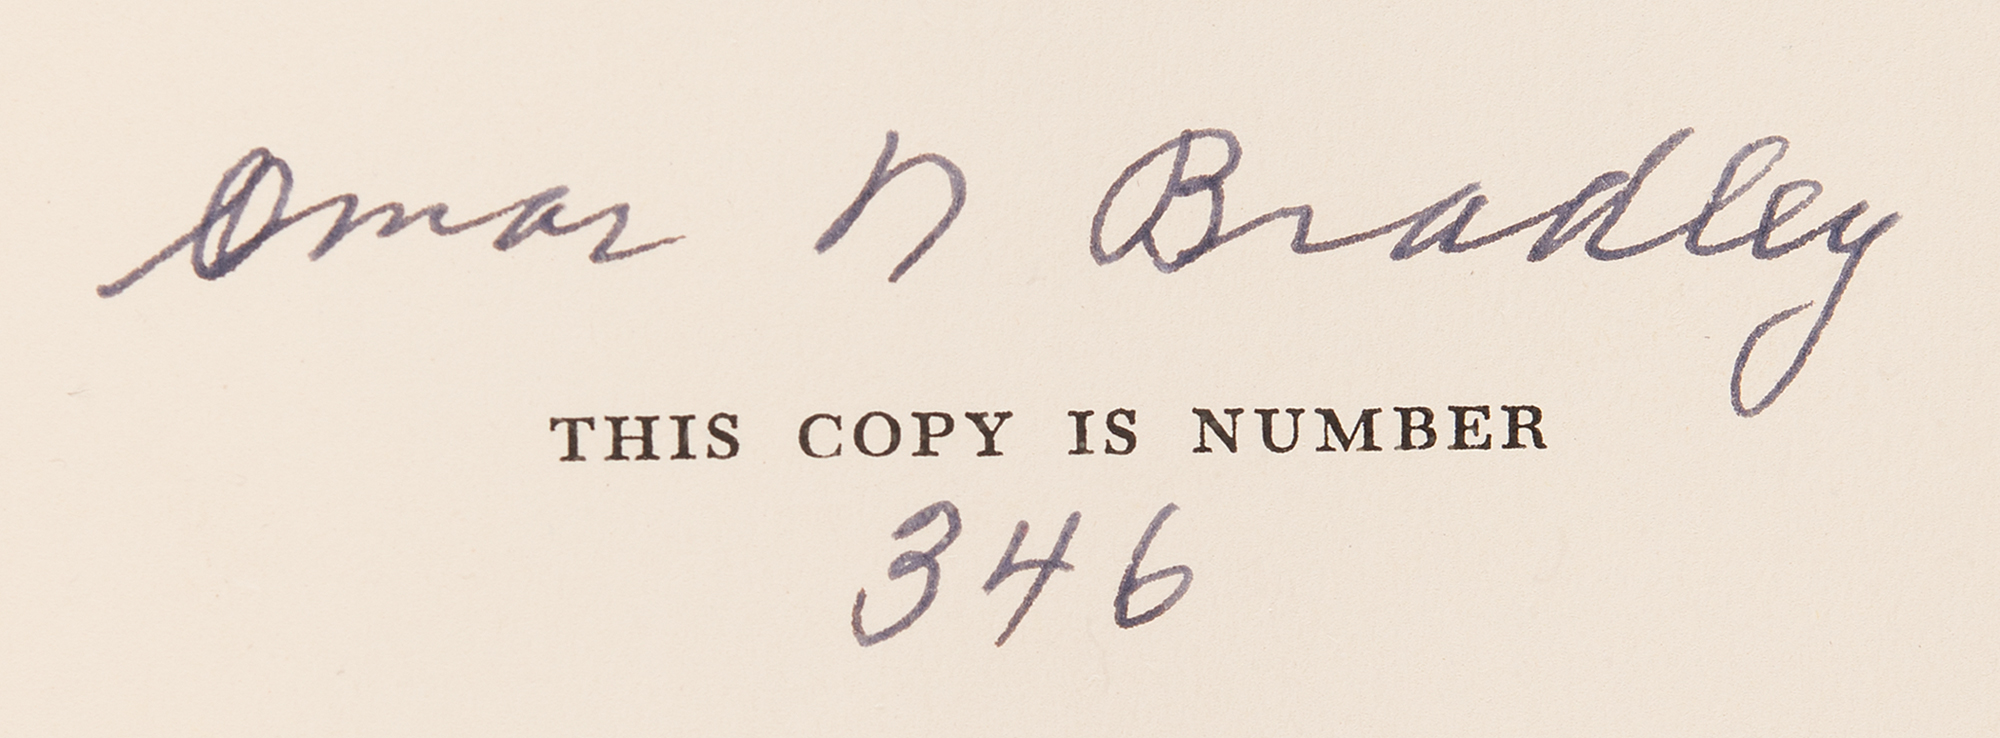 Omar N Bradley
THIS COPY IS NUMBER
346